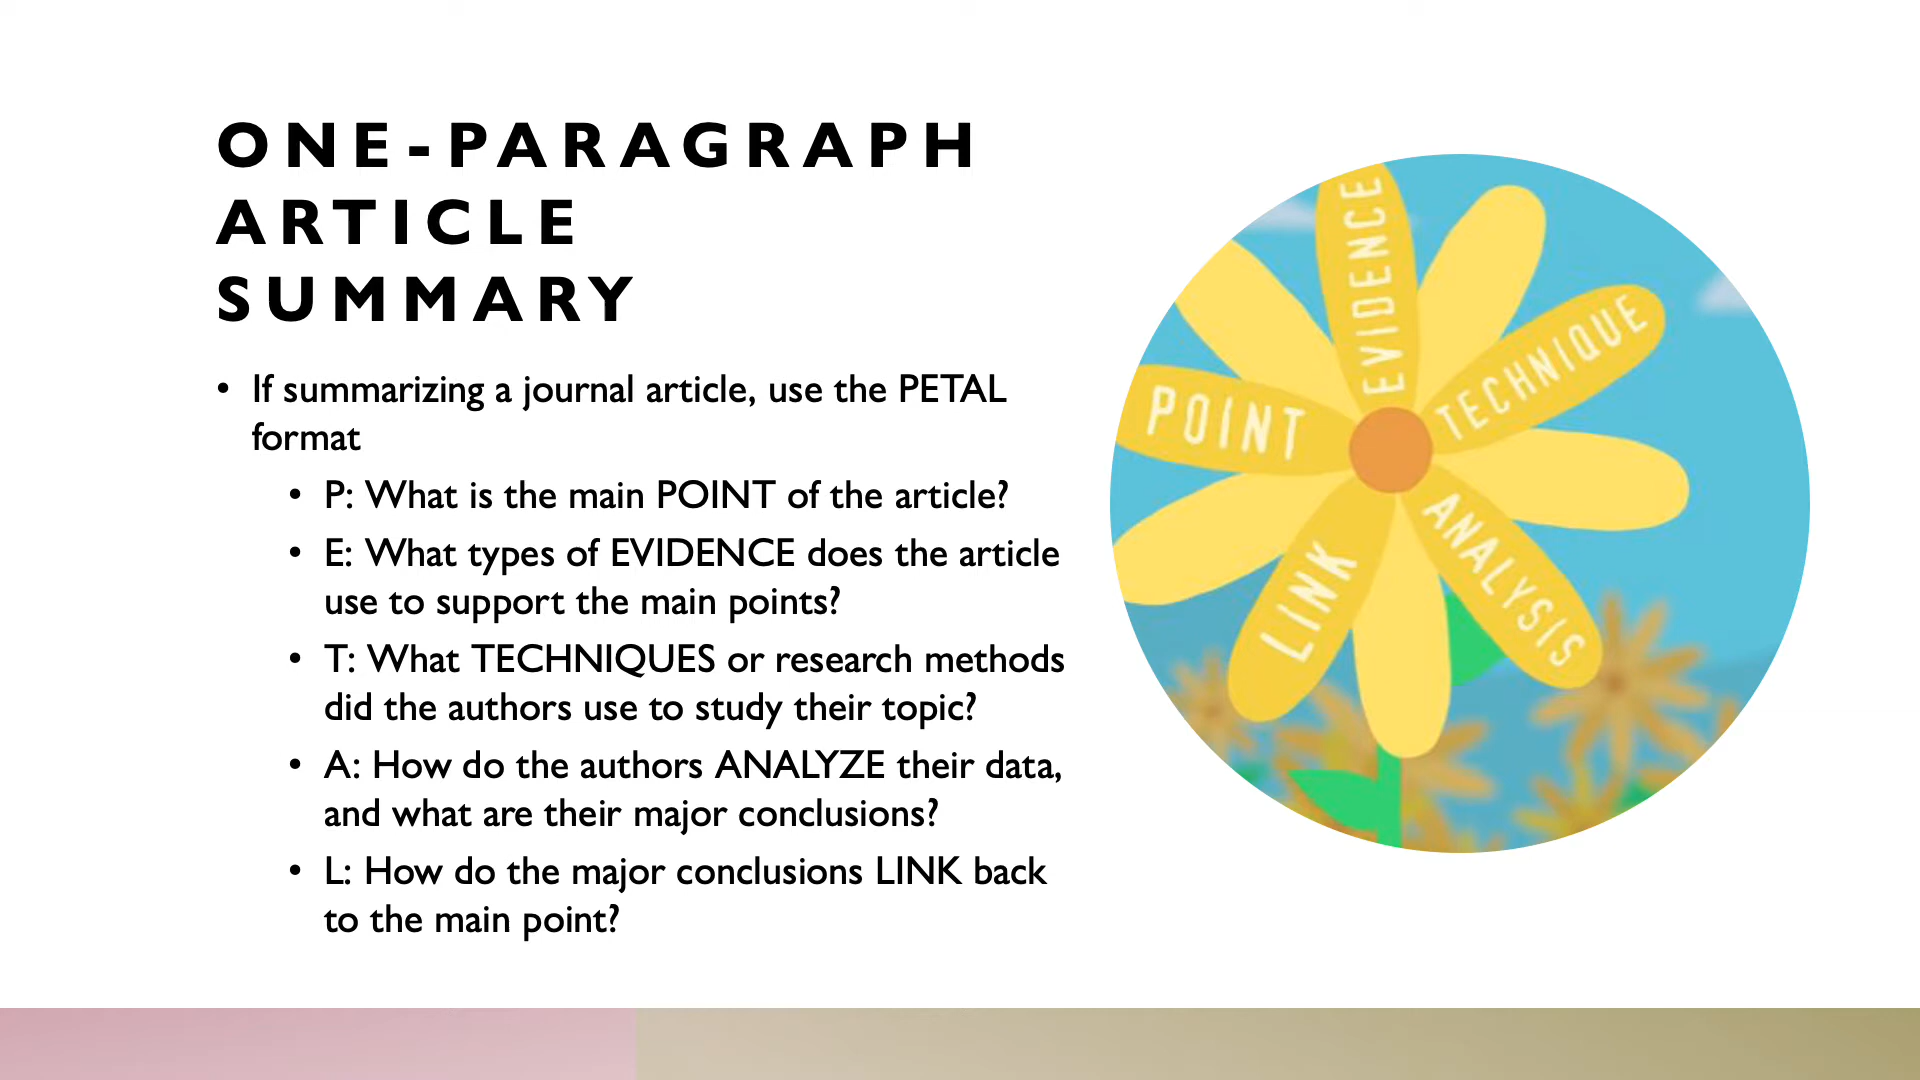 ONE-PARAGRAPH
ARTICLE
SUMMARY
• If summarizing a journal article, use the PETAL
format
• P: What is the main POINT of the article?
• E: What types of EVIDENCE does the article
use to support the main points?
• T: What TECHNIQUES or research methods
did the authors use to study their topic?
• A: How do the authors ANALYZE their data,
and what are their major conclusions?
• L: How do the major conclusions LINK back
to the main point?
POINT
EVIDENCE
TECHNIQUE
ANALYSIS
LINK